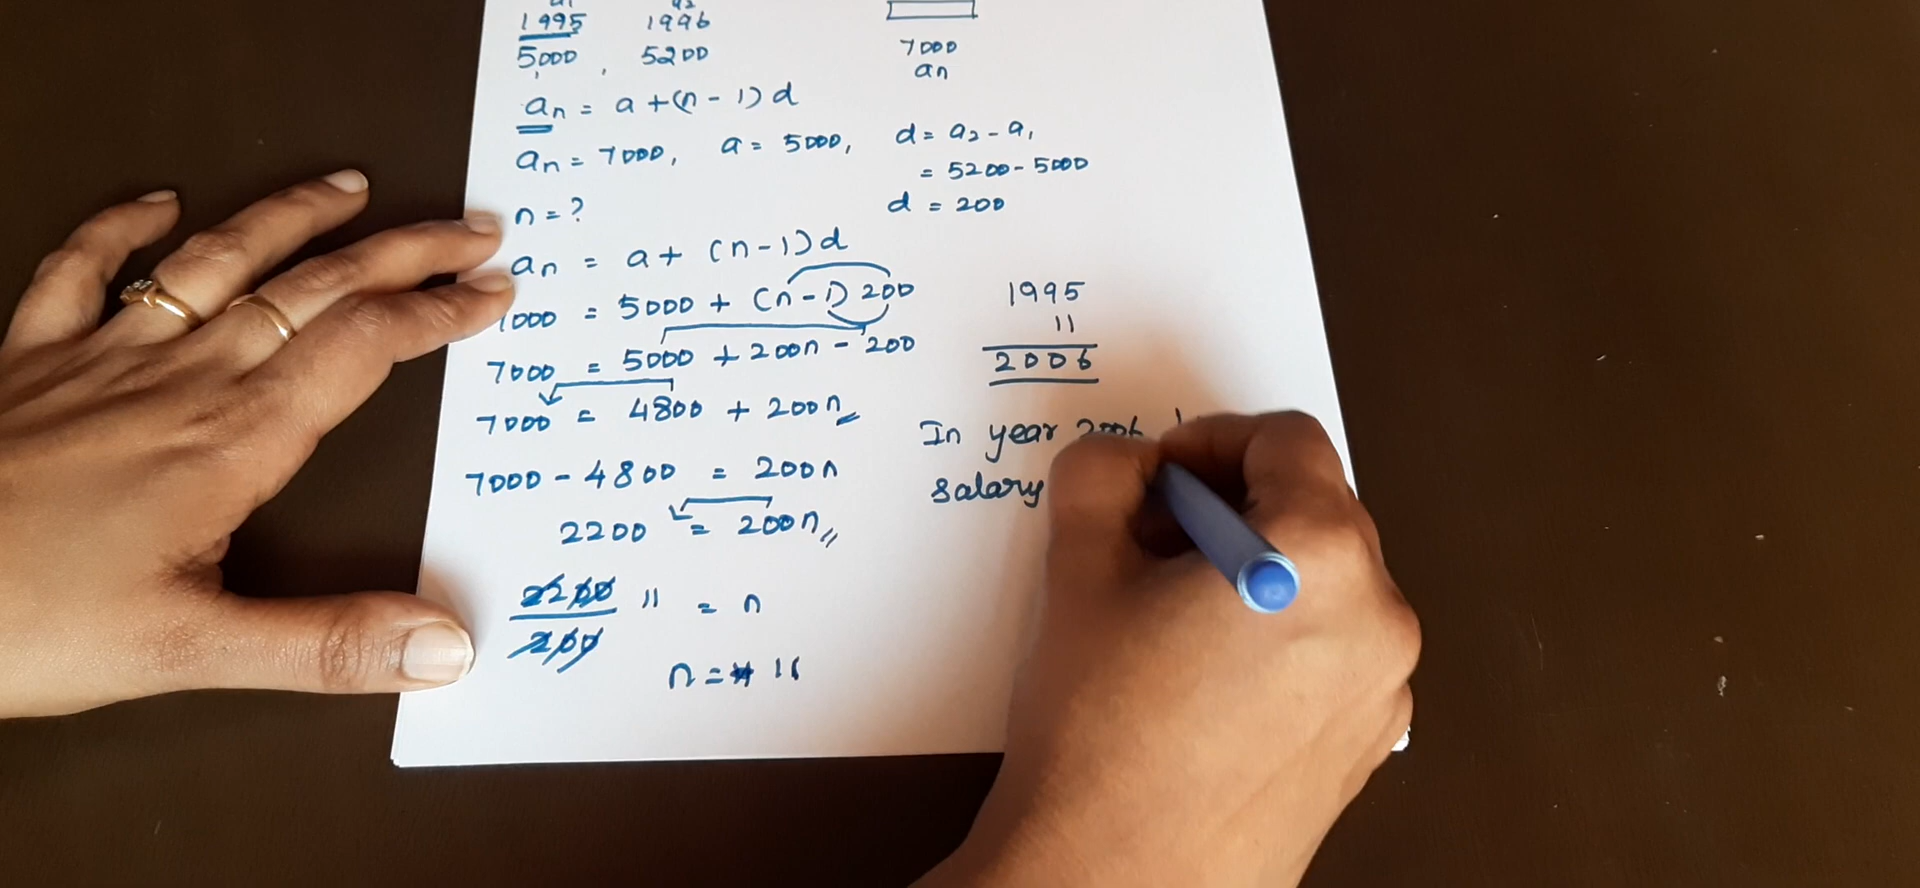 1995 1996
5000 , 5200 7000
an
an = a + (n - 1) d
an = 7000, a = 5000, d = a2 - a1
= 5200 - 5000
n = ? d = 200
an = a + (n - 1) d
7000 = 5000 + (n - 1) 200
1995
11
2006
7000 = 5000 + 200n - 200
7000 = 4800 + 200n
In year 2006
7000 - 4800 = 200n
salary
2200 = 200n
2200 11 = n
200
n = 11